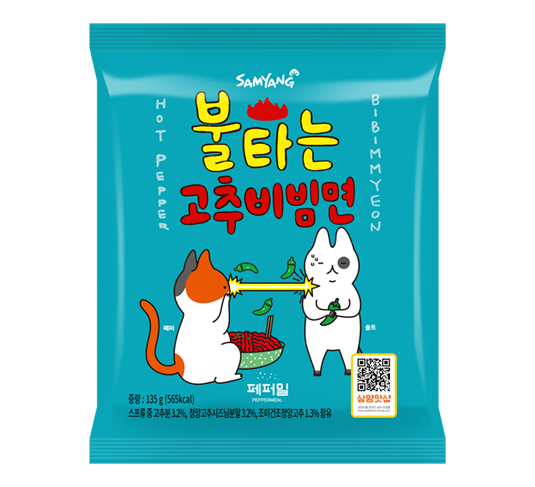 SAMYANG
HOT PEPPER
불타는
BIBIMMYEON
고추비빔면
페퍼
솔트
페퍼밀
PEPPERMEAL
중량 : 135 g (565kcal)
스프류 중 고추분 3.2%, 청양고추시즈닝분말 3.2%, 조미건조청양고추 1.3% 함유
삼양맛샵